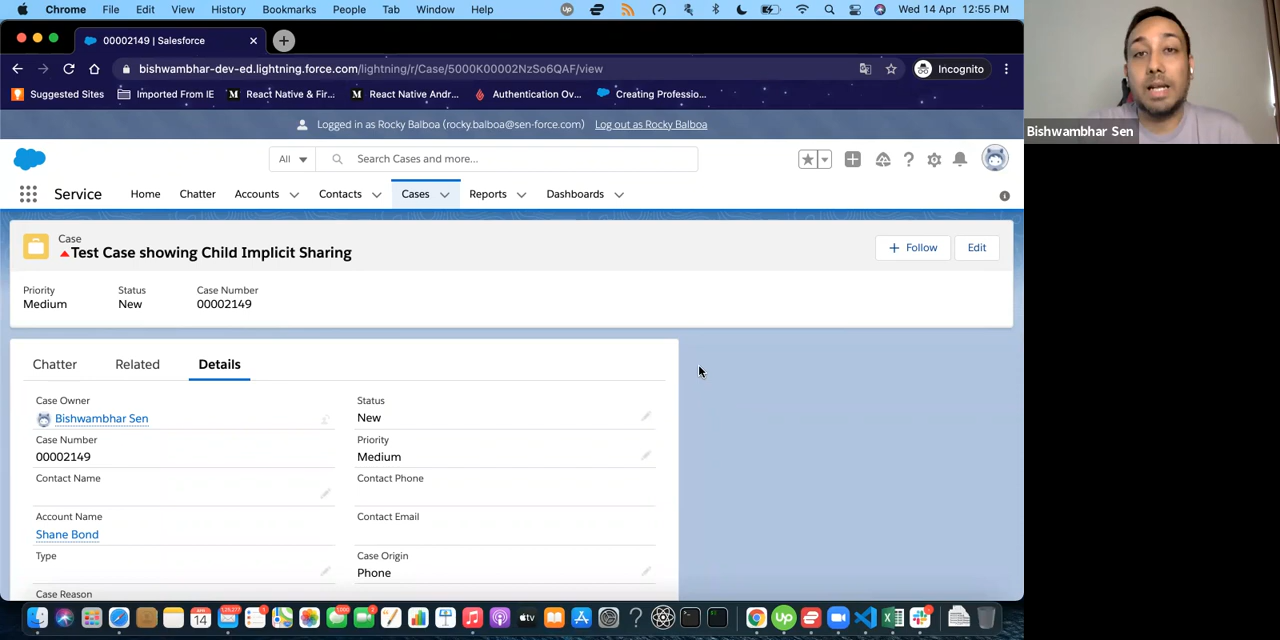 Chrome File Edit View History Bookmarks People Tab Window Help Wed 14 Apr 12:55 PM
00002149 | Salesforce
bishwambhar-dev-ed.lightning.force.com/lightning/r/Case/5000K00002NzSo6QAF/view Incognito
Suggested Sites Imported From IE React Native & Fir... React Native Andr... Authentication Ov... Creating Professio...
Bishwambhar Sen
Logged in as Rocky Balboa (rocky.balboa@sen-force.com) Log out as Rocky Balboa
All Search Cases and more...
Service Home Chatter Accounts Contacts Cases Reports Dashboards
Case
Test Case showing Child Implicit Sharing
+ Follow Edit
Priority Status Case Number
Medium New 00002149
Chatter Related Details
Case Owner Status
Bishwambhar Sen New
Case Number Priority
00002149 Medium
Contact Name Contact Phone
Account Name Contact Email
Shane Bond
Type Case Origin
Phone
Case Reason
APR
14
tv
Up